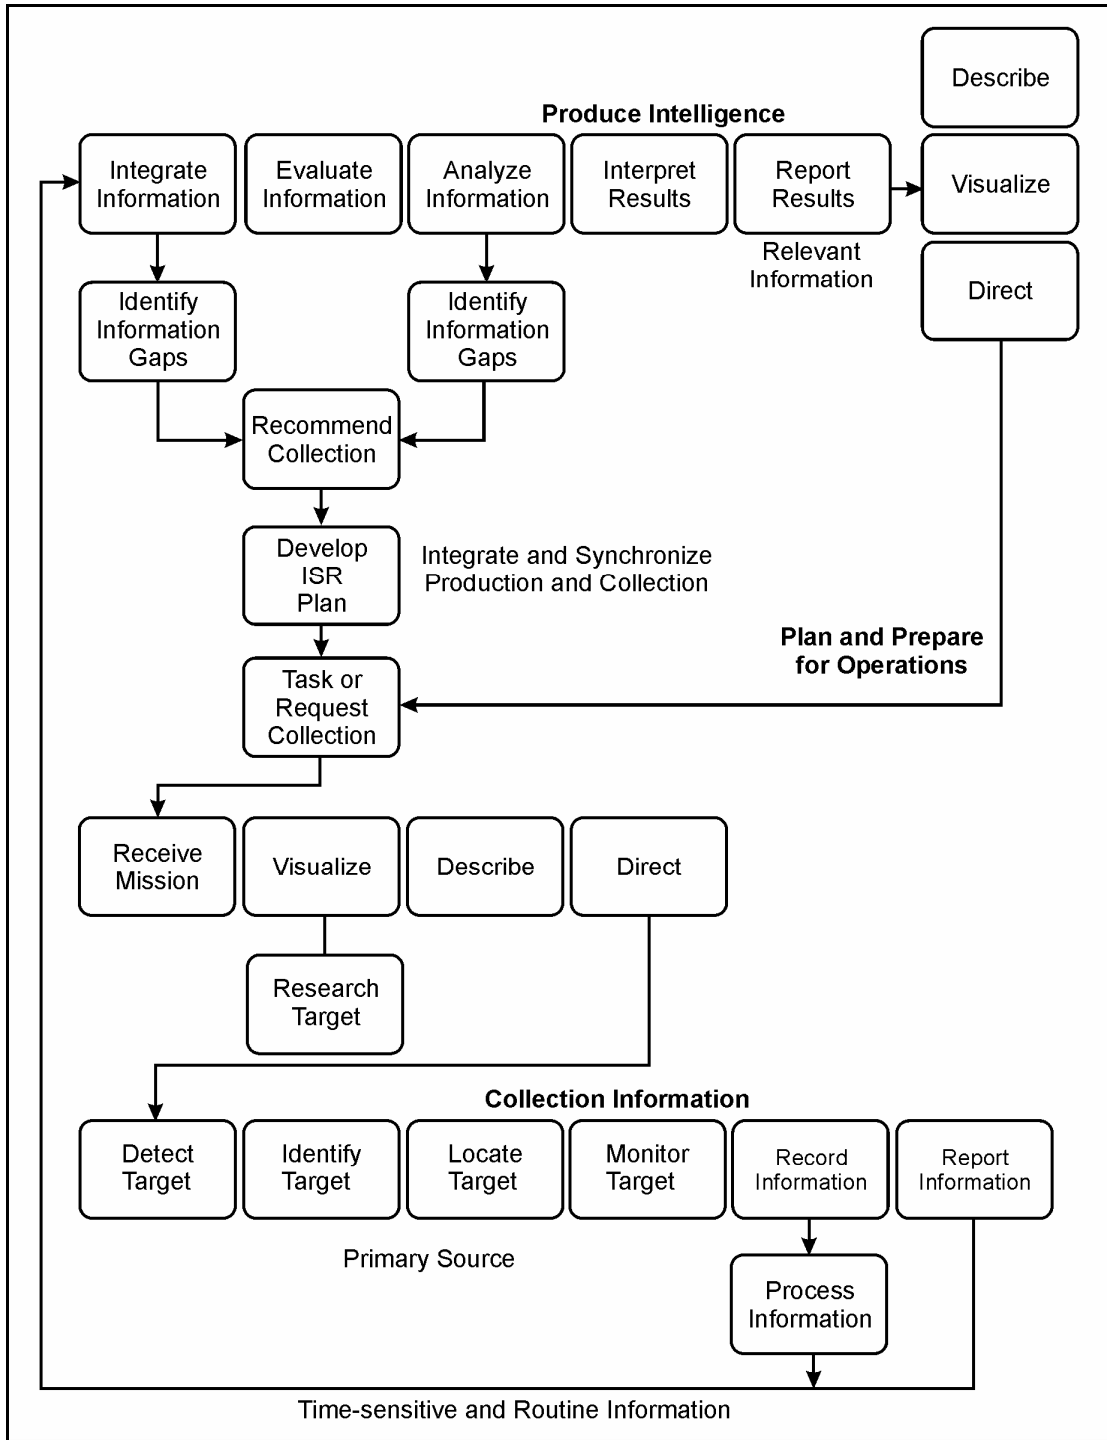 Describe
Produce Intelligence
Integrate
Information
Evaluate
Information
Analyze
Information
Interpret
Results
Report
Results
Visualize
Relevant
Information
Direct
Identify
Information
Gaps
Identify
Information
Gaps
Recommend
Collection
Develop
ISR
Plan
Integrate and Synchronize
Production and Collection
Plan and Prepare
for Operations
Task or
Request
Collection
Receive
Mission
Visualize
Describe
Direct
Research
Target
Collection Information
Detect
Target
Identify
Target
Locate
Target
Monitor
Target
Record
Information
Report
Information
Primary Source
Process
Information
Time-sensitive and Routine Information